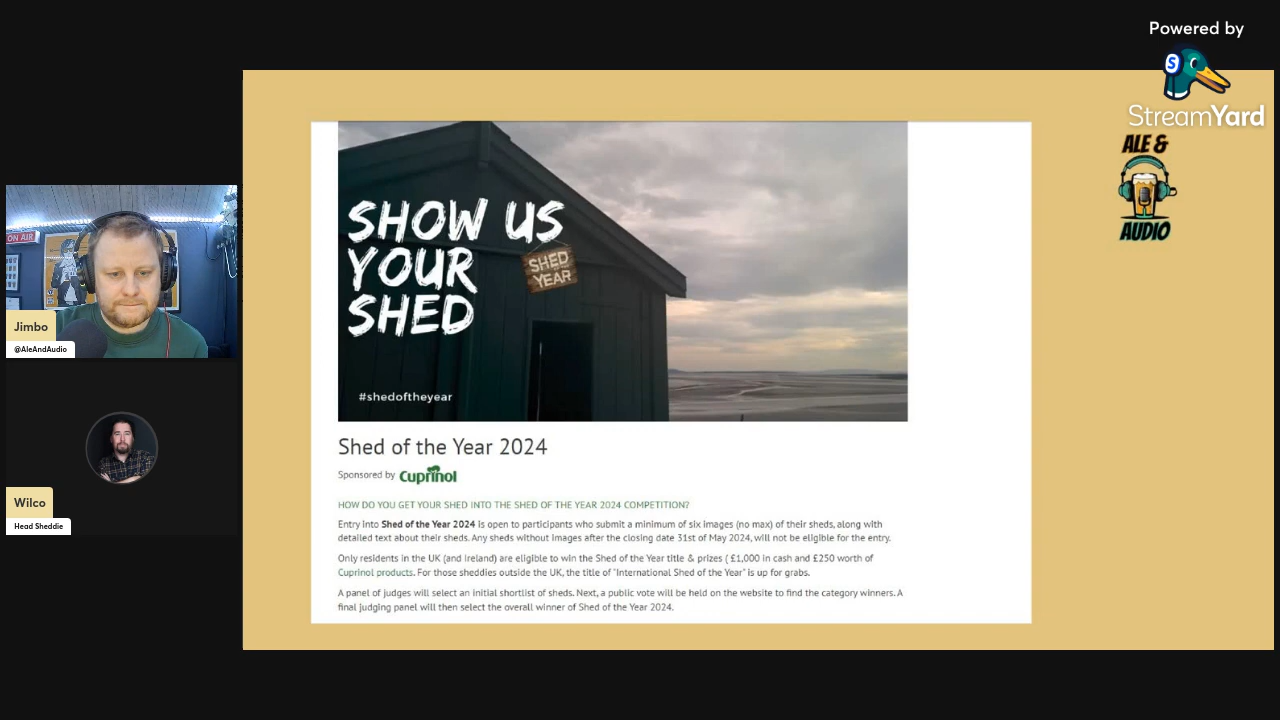 Powered by
S
StreamYard
ALE &
AUDIO
ON AIR
Jimbo
@AleAndAudio
Wilco
Head Sheddie
SHOW US
YOUR
SHED
SHED
YEAR
#shedoftheyear
Shed of the Year 2024
Sponsored by Cuprinol
HOW DO YOU GET YOUR SHED INTO THE SHED OF THE YEAR 2024 COMPETITION?
Entry into Shed of the Year 2024 is open to participants who submit a minimum of six images (no max) of their sheds, along with
detailed text about their sheds. Any sheds without images after the closing date 31st of May 2024, will not be eligible for the entry.
Only residents in the UK (and Ireland) are eligible to win the Shed of the Year title & prizes ( £1,000 in cash and £250 worth of
Cuprinol products. For those sheddies outside the UK, the title of "International Shed of the Year" is up for grabs.
A panel of judges will select an initial shortlist of sheds. Next, a public vote will be held on the website to find the category winners. A
final judging panel will then select the overall winner of Shed of the Year 2024.